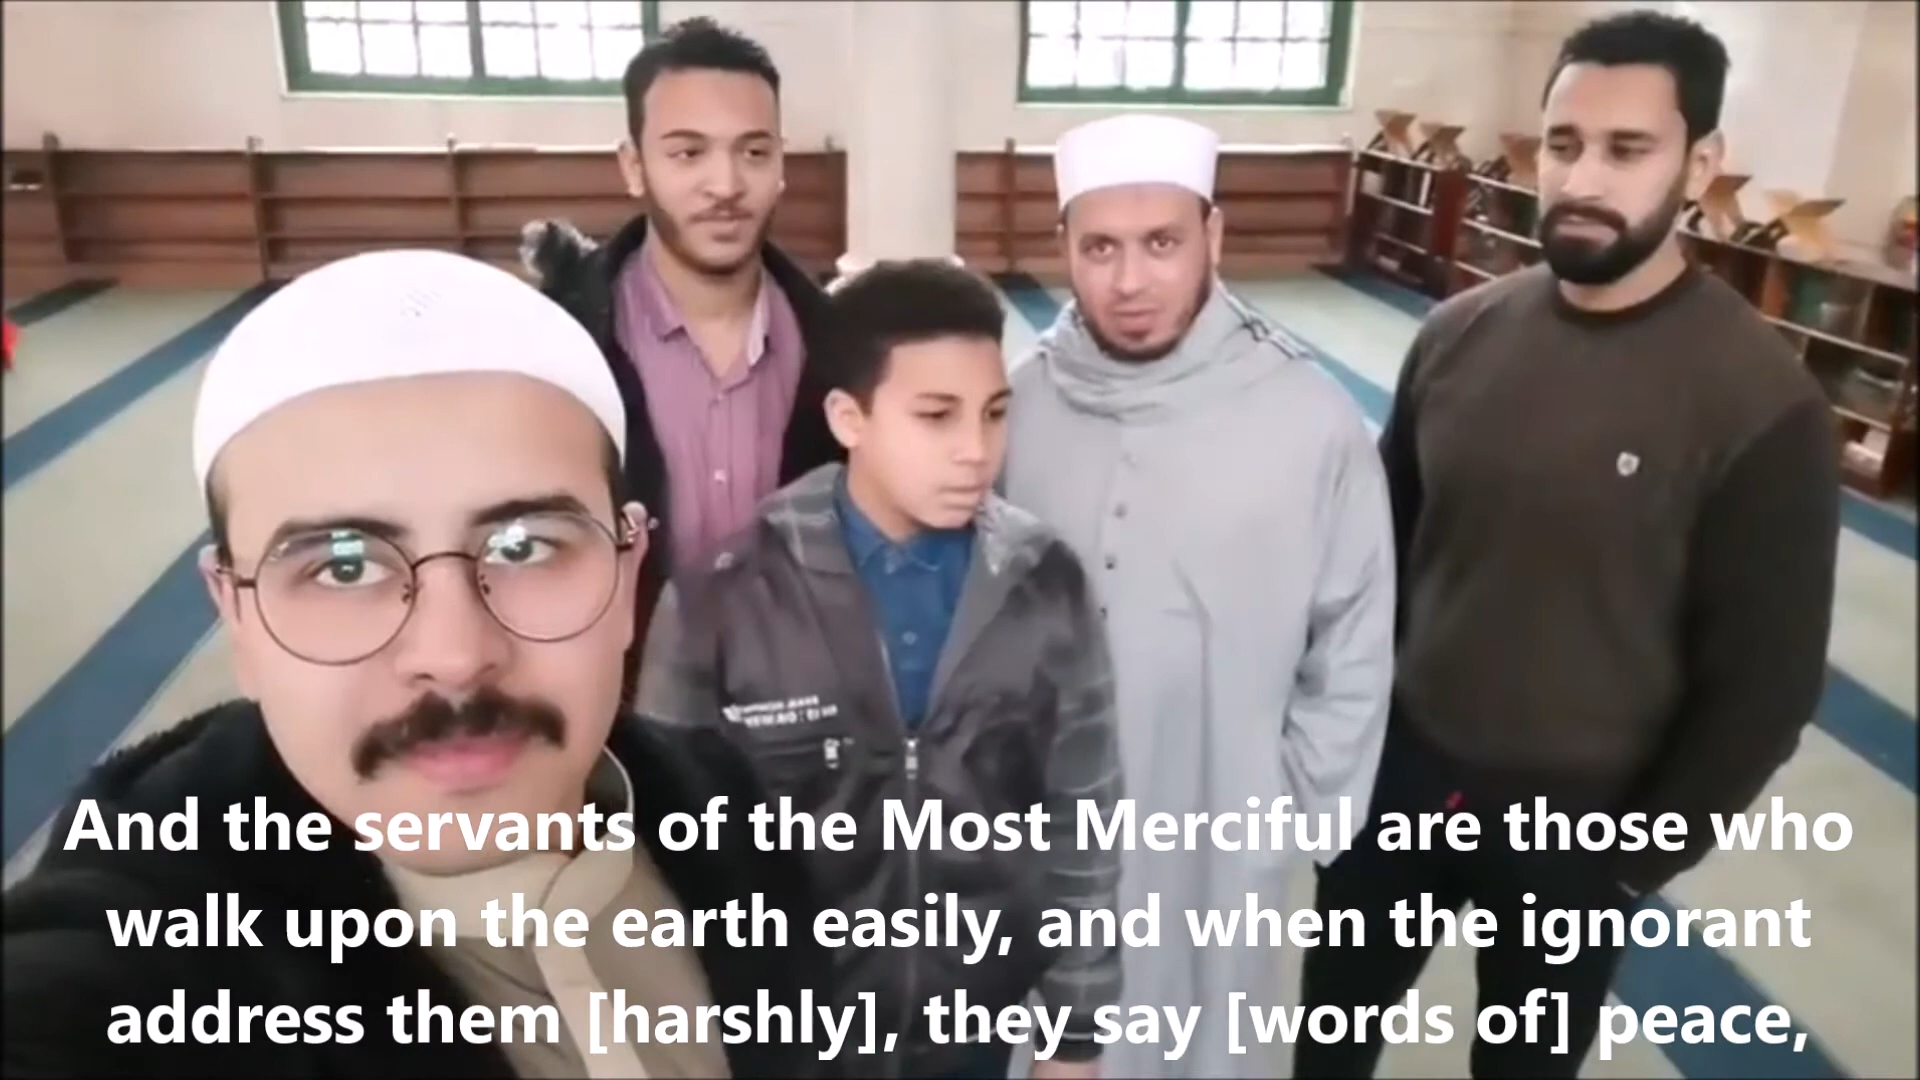 And the servants of the Most Merciful are those who
walk upon the earth easily, and when the ignorant
address them [harshly], they say [words of] peace,